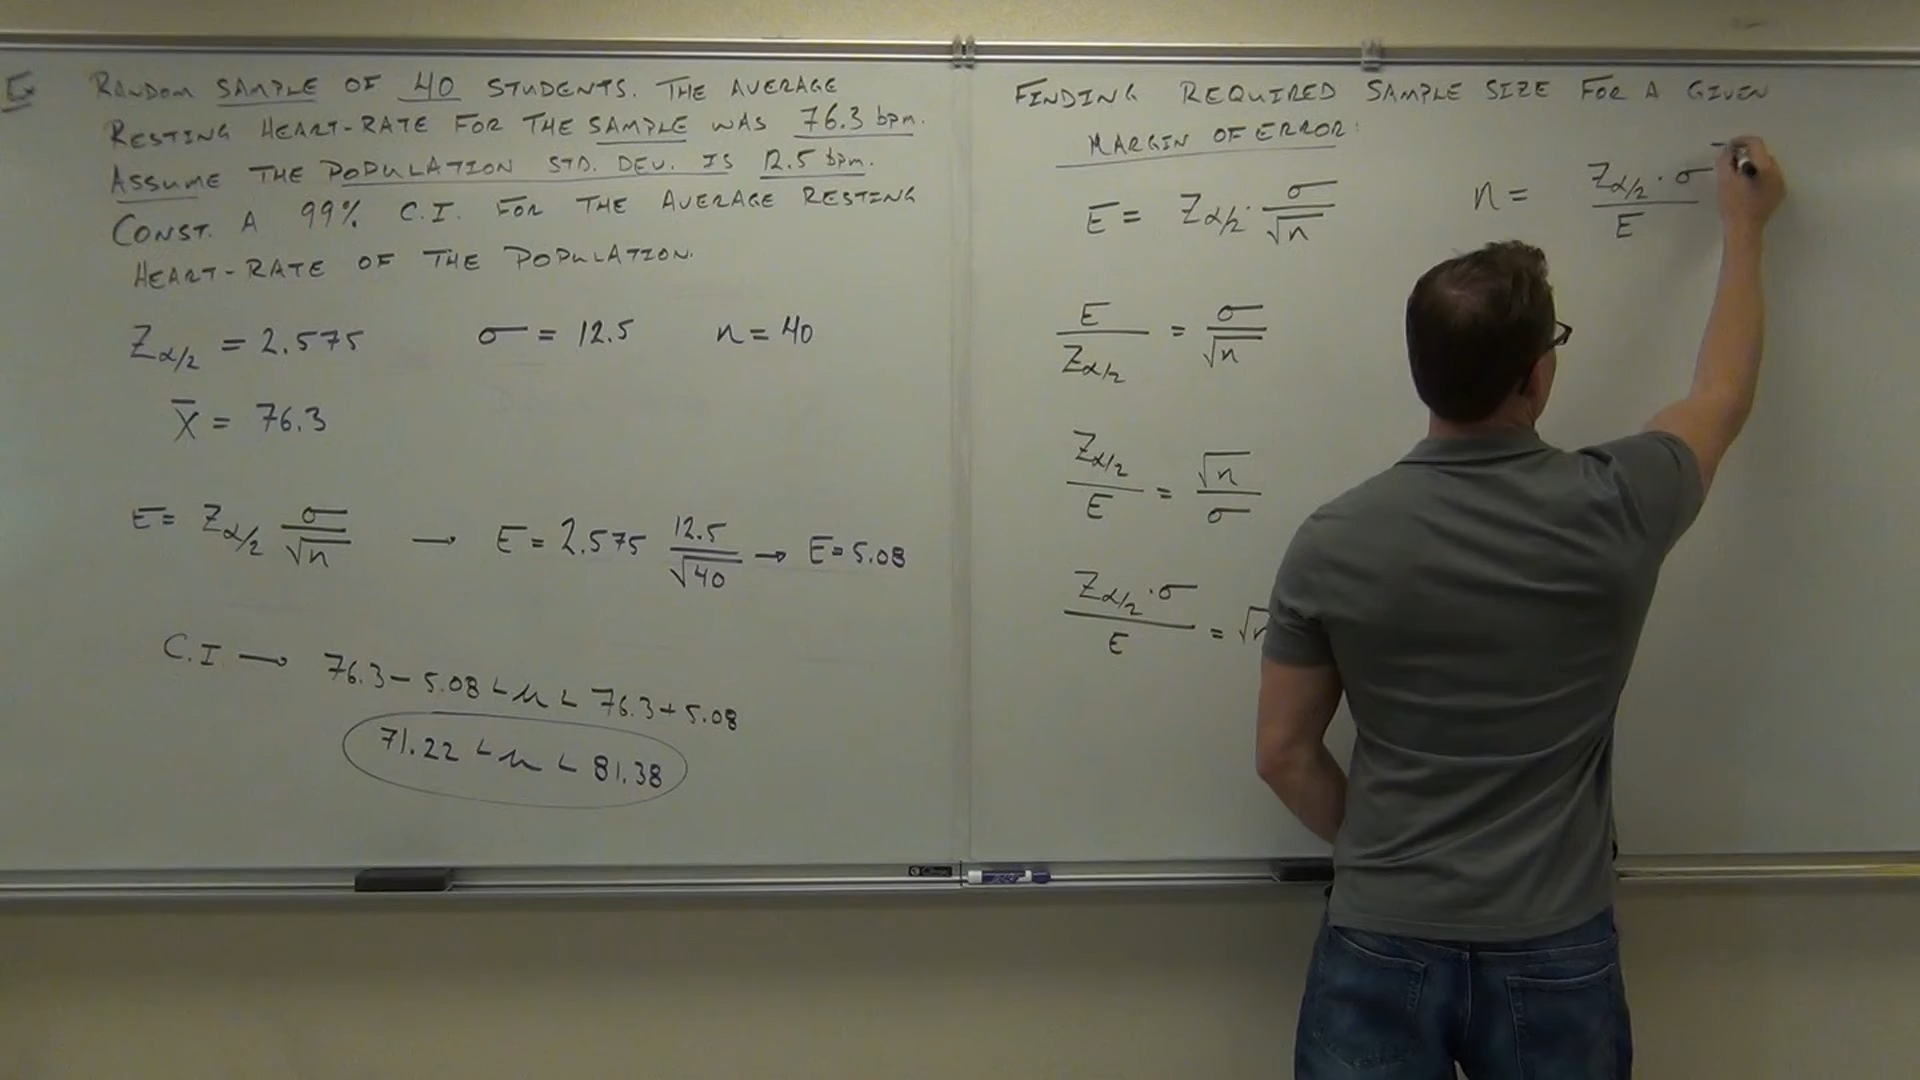 Ex RANDOM SAMPLE OF 40 STUDENTS. THE AVERAGE
RESTING HEART-RATE FOR THE SAMPLE WAS 76.3 bpm.
ASSUME THE POPULATION STD. DEV. IS 12.5 bpm.
CONST. A 99% C.I. FOR THE AVERAGE RESTING
HEART-RATE OF THE POPULATION.
Zα/2 = 2.575 σ = 12.5 n = 40
x̄ = 76.3
E = Zα/2 σ/√n → E = 2.575 12.5/√40 → E = 5.08
C.I → 76.3 - 5.08 < μ < 76.3 + 5.08
71.22 < μ < 81.38
FINDING REQUIRED SAMPLE SIZE FOR A GIVEN
MARGIN OF ERROR:
E = Zα/2 · σ/√n
E/Zα/2 = σ/√n
Zα/2/E = √n/σ
Zα/2 · σ/E = √n
n = Zα/2 · σ/E